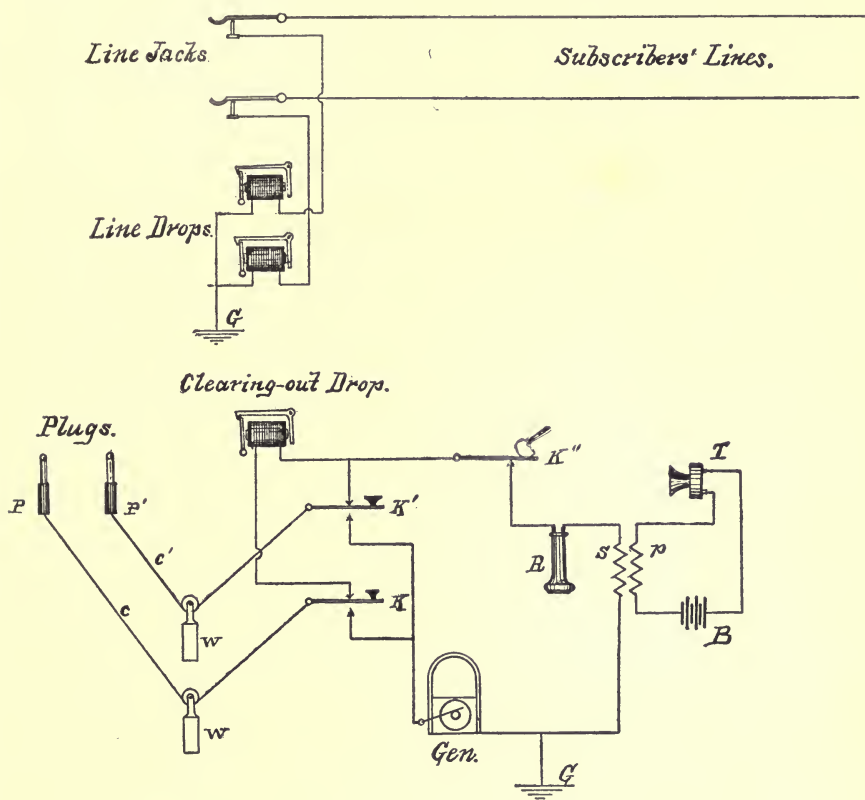 Line Jacks.
Subscribers' Lines.
Line Drops.
G
Clearing-out Drop.
Plugs.
K"
T
P
P'
K'
c'
R
s
p
c
K
B
W
W
Gen.
G